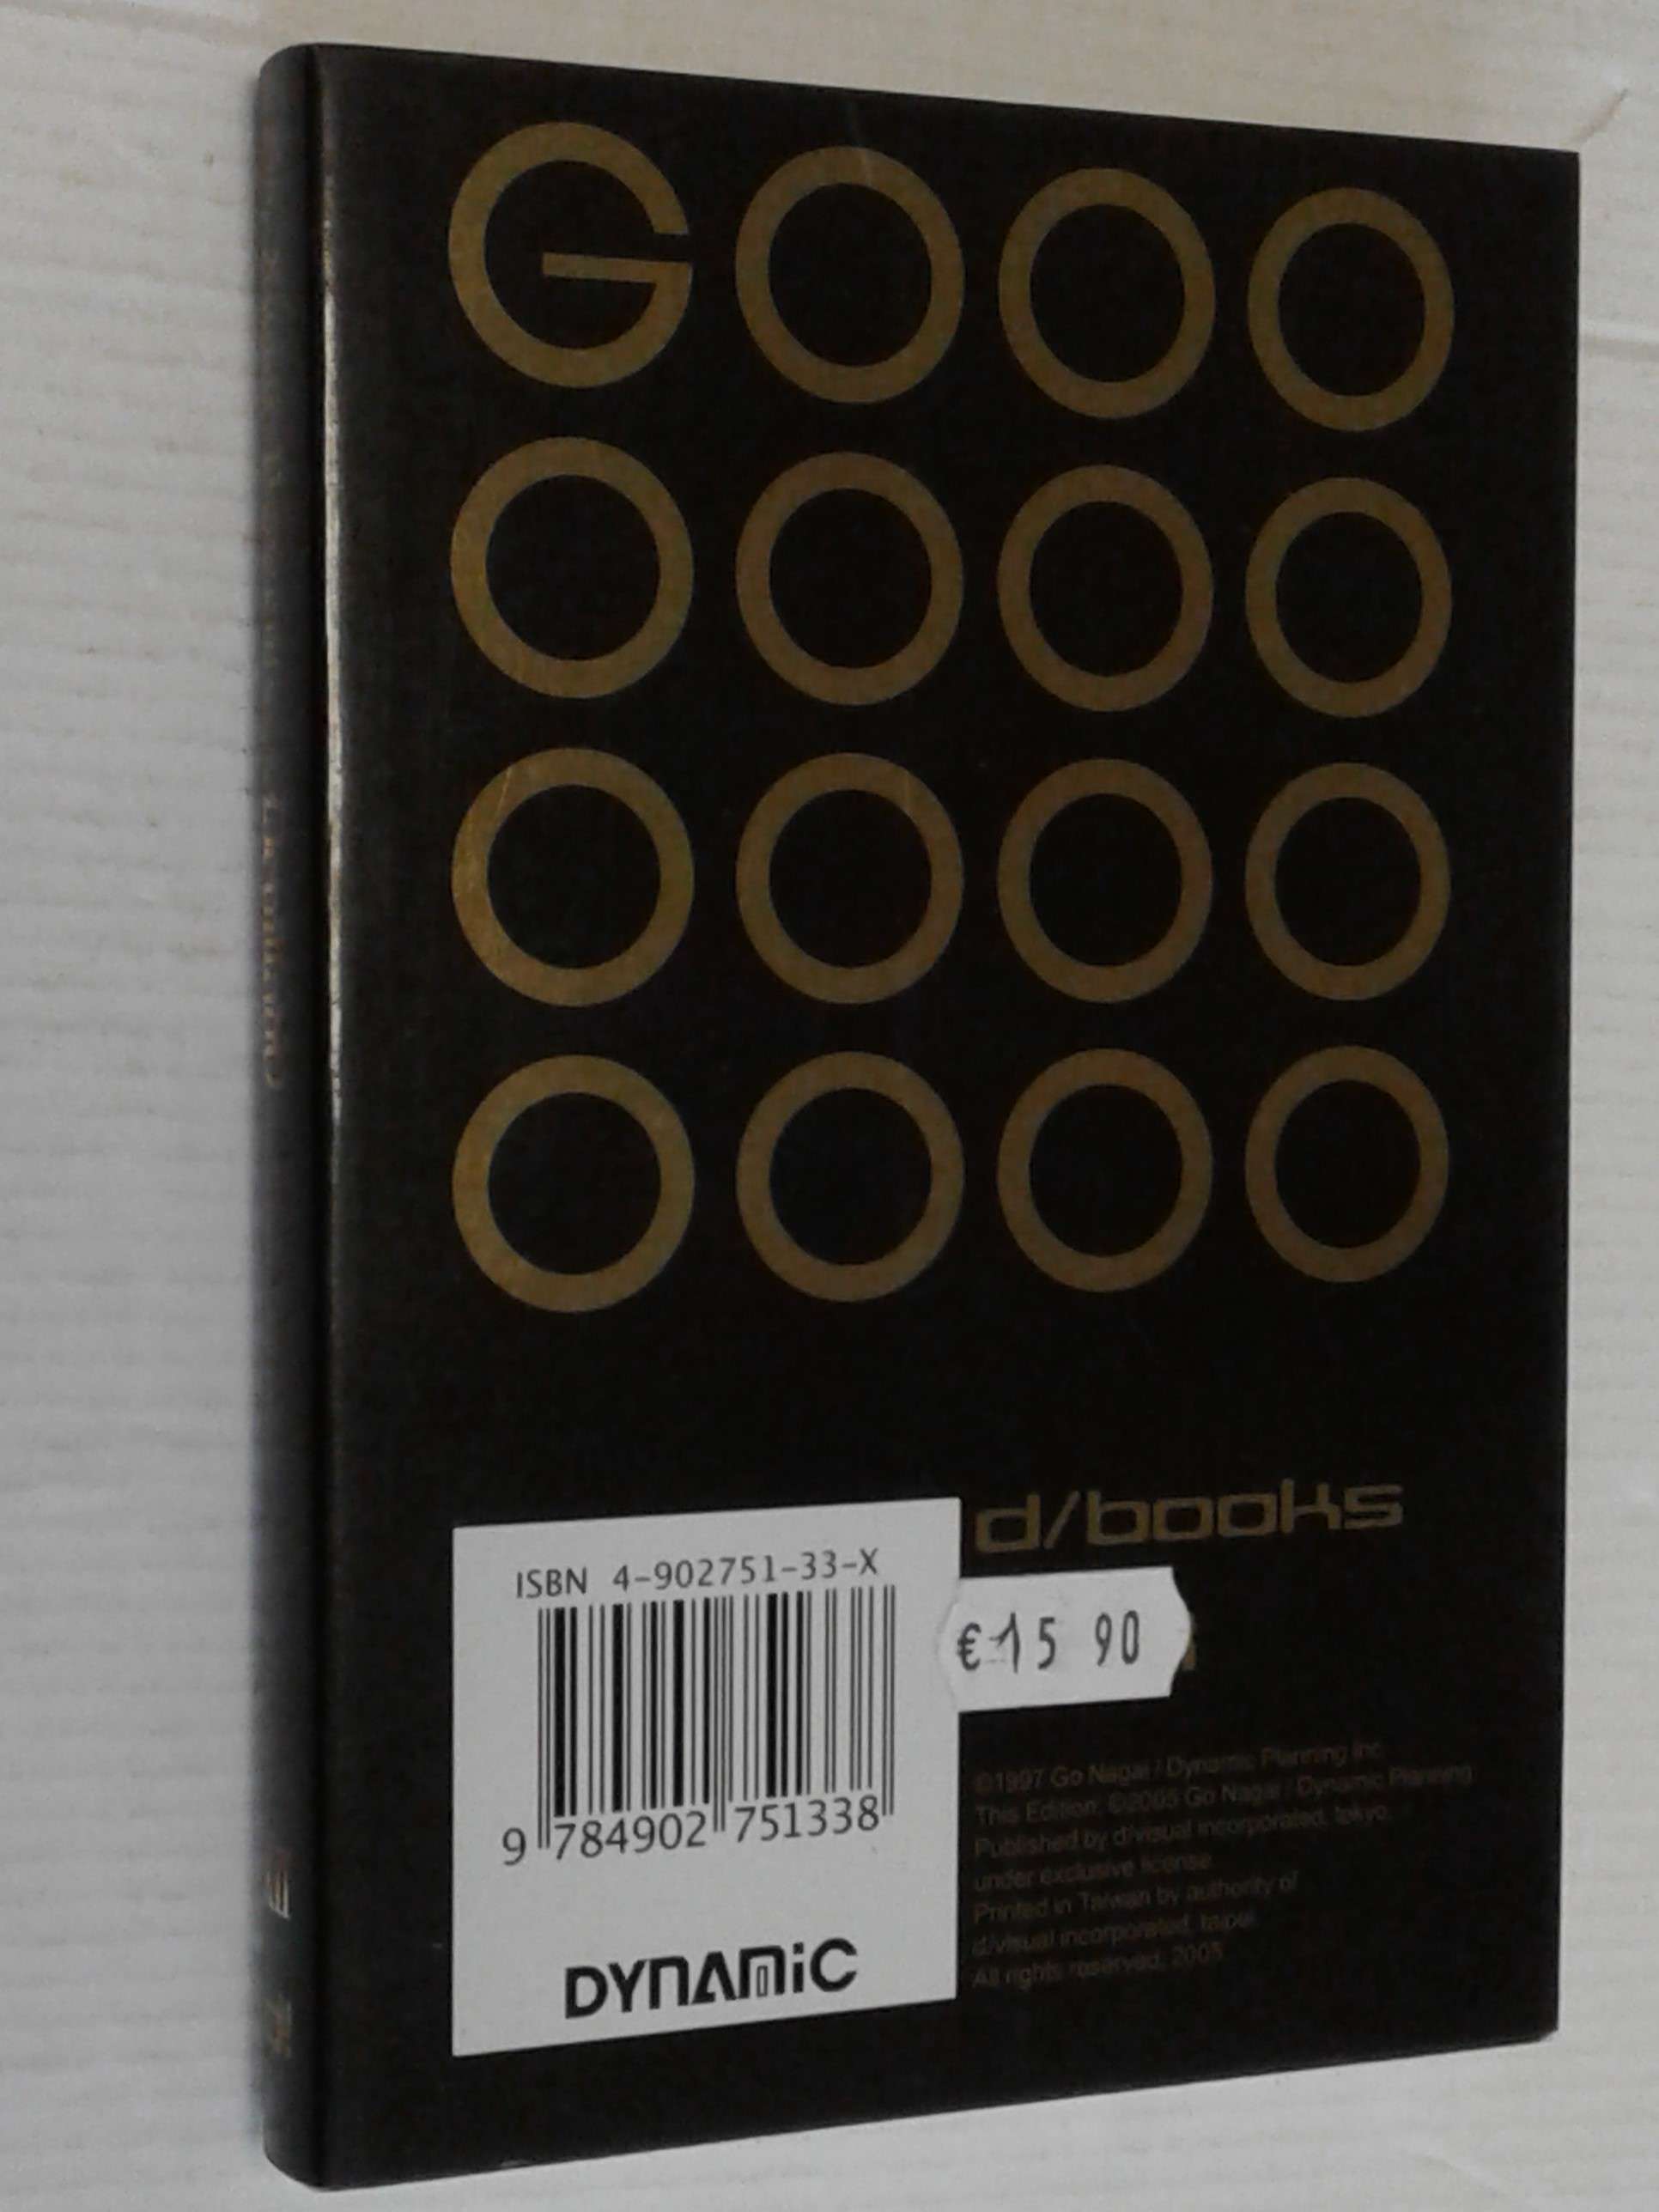 GOOO
OOOO
OOOO
OOOO
d/books
ISBN 4-902751-33-X
9 784902 751338
DYNAMiC
€15 90
©1997 Go Nagai / Dynamic Planning Inc.
This Edition: ©2005 Go Nagai / Dynamic Planning
Published by d/visual incorporated, tokyo
under exclusive license
Printed in Taiwan by authority of
d/visual incorporated, taipei
All rights reserved, 2005